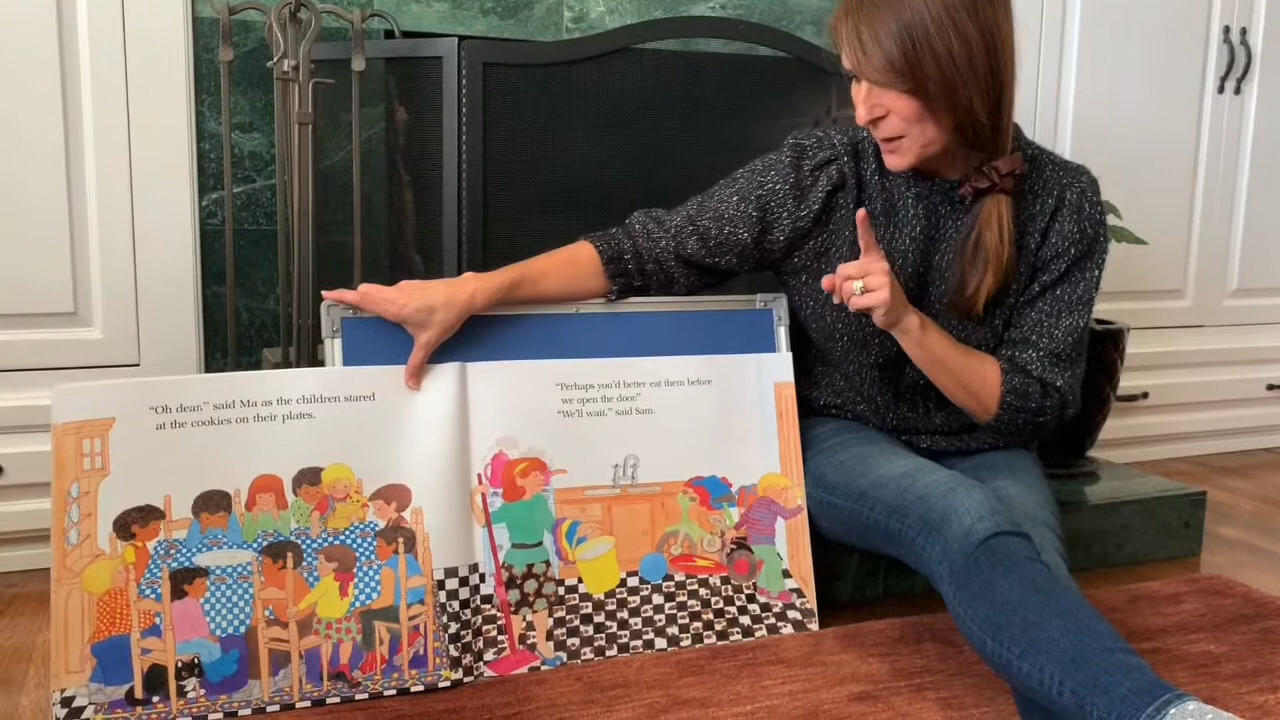 “Oh dear,” said Ma as the children stared
at the cookies on their plates.
“Perhaps you’d better eat them before
we open the door.”
“We’ll wait,” said Sam.